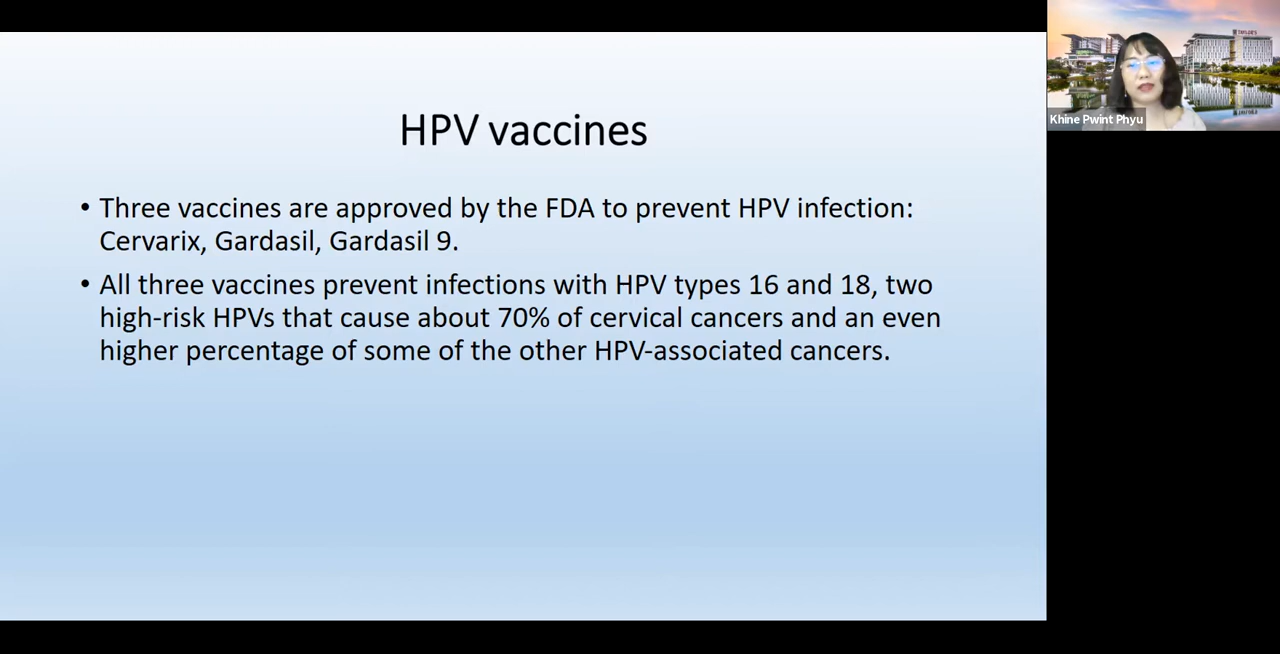 HPV vaccines
• Three vaccines are approved by the FDA to prevent HPV infection:
Cervarix, Gardasil, Gardasil 9.
• All three vaccines prevent infections with HPV types 16 and 18, two
high-risk HPVs that cause about 70% of cervical cancers and an even
higher percentage of some of the other HPV-associated cancers.
Khine Pwint Phyu